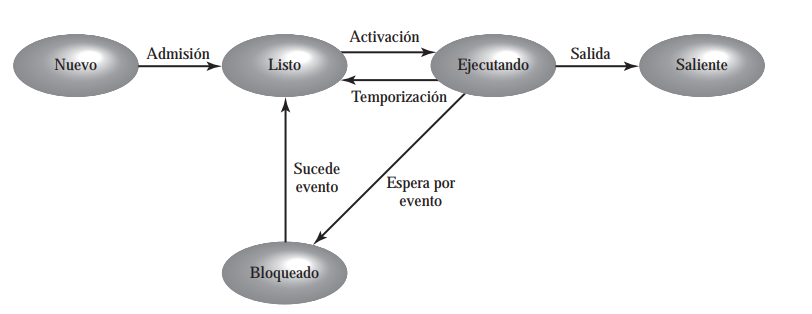 Activación
Admisión
Salida
Nuevo
Listo
Ejecutando
Saliente
Temporización
Sucede
evento
Espera por
evento
Bloqueado